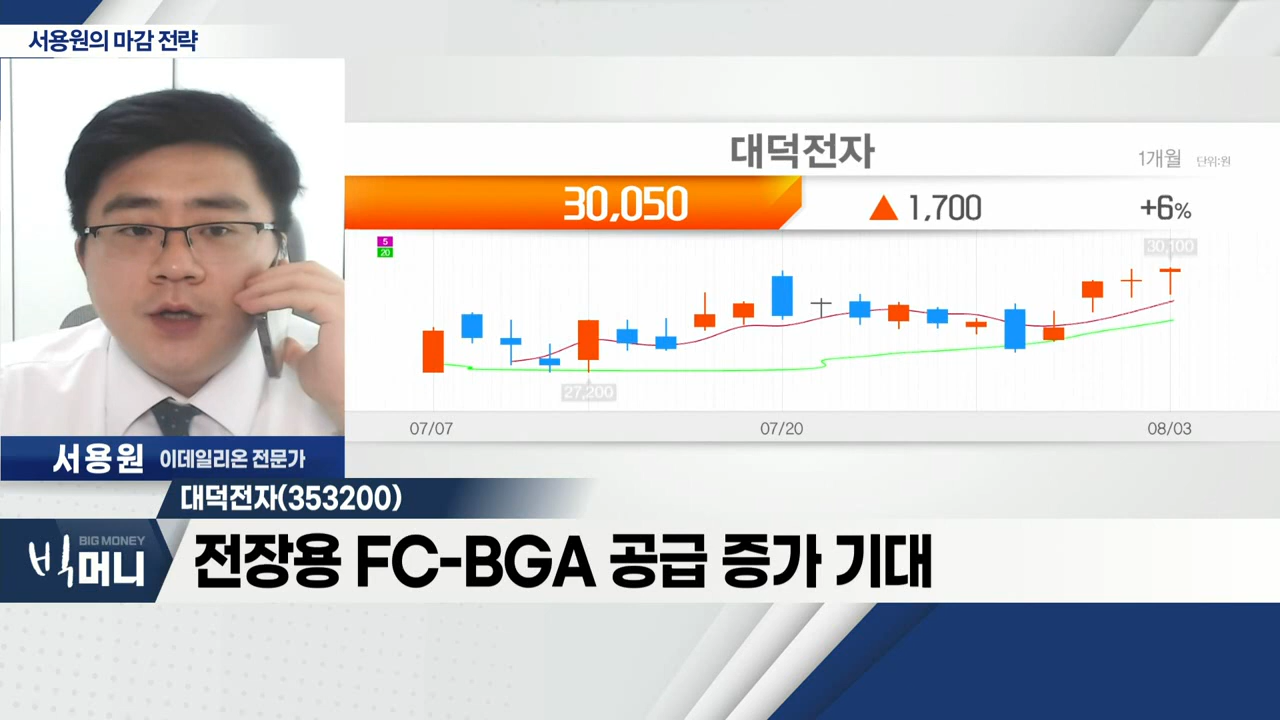 서용원의 마감 전략
대덕전자
1개월 단위:원
30,050 ▲ 1,700 +6%
5
20
30,100
27,200
07/07 07/20 08/03
서용원 이데일리온 전문가
대덕전자(353200)
BIG MONEY
빅머니
전장용 FC-BGA 공급 증가 기대